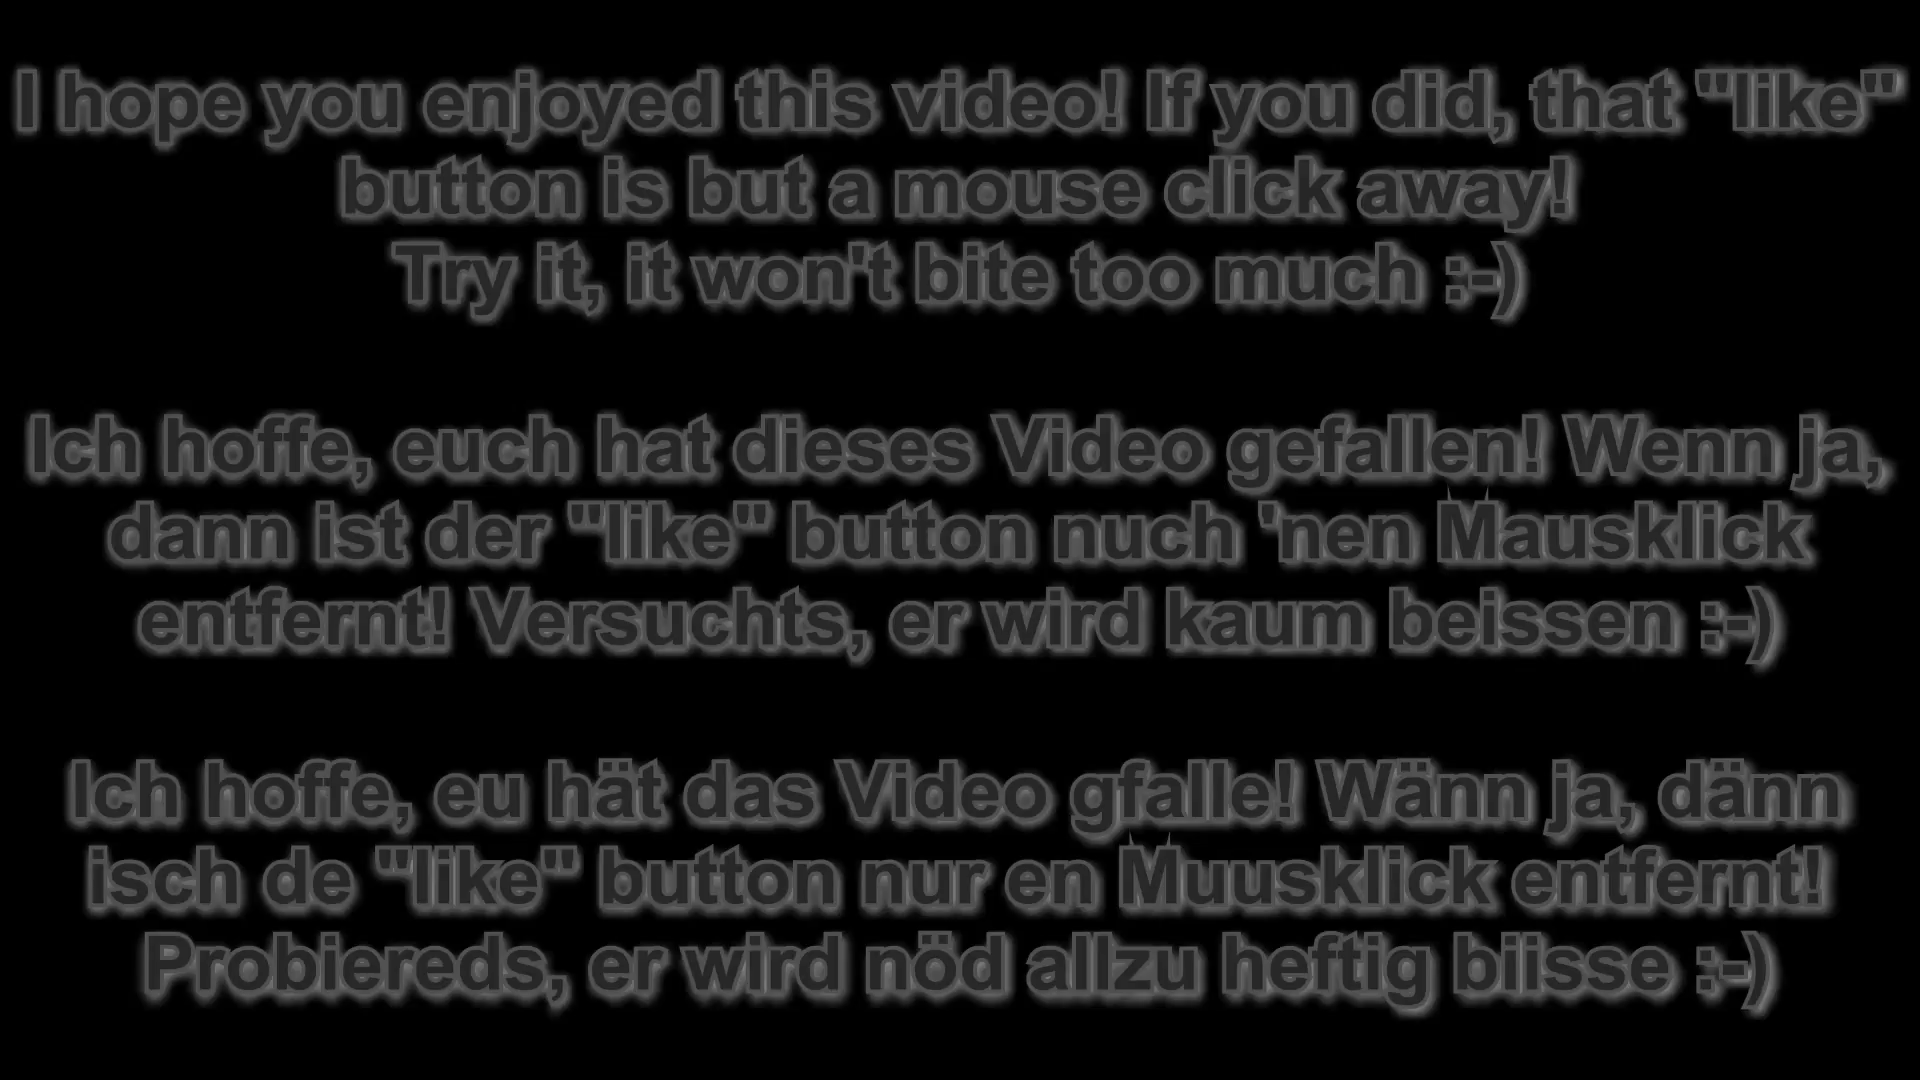 I hope you enjoyed this video! If you did, that "like"
button is but a mouse click away!
Try it, it won't bite too much :-)
Ich hoffe, euch hat dieses Video gefallen! Wenn ja,
dann ist der "like" button nuch 'nen Mausklick
entfernt! Versuchts, er wird kaum beissen :-)
Ich hoffe, eu hät das Video gfalle! Wänn ja, dänn
isch de "like" button nur en Muusklick entfernt!
Probiereds, er wird nöd allzu heftig biisse :-)